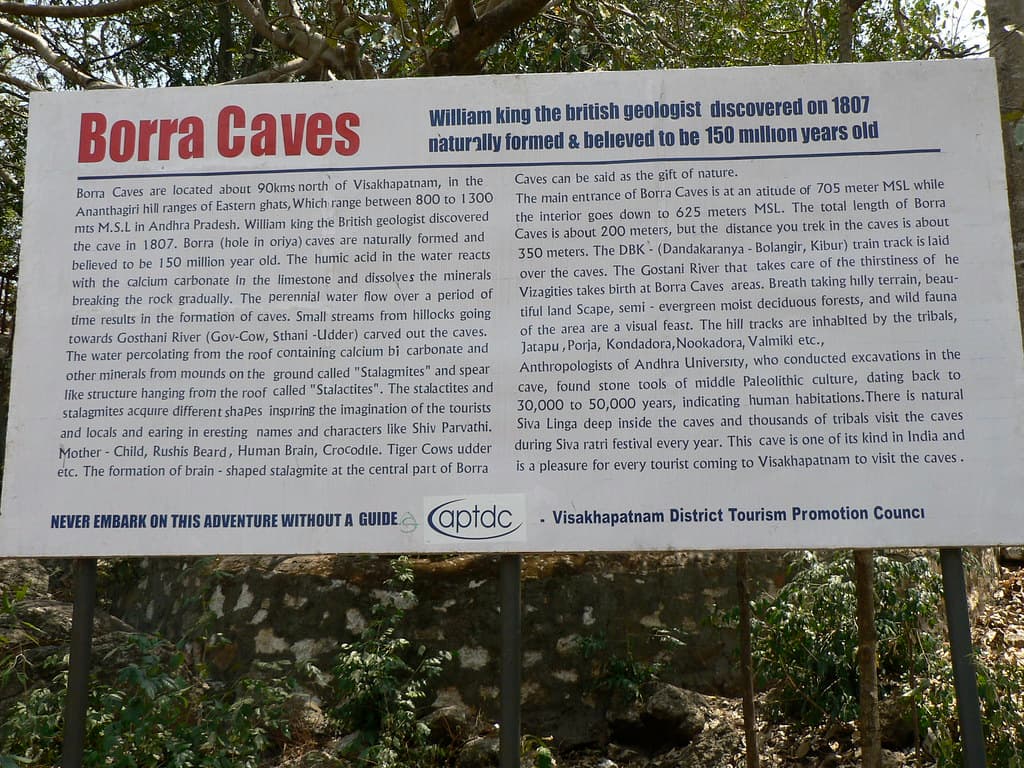 Borra Caves
William king the british geologist discovered on 1807
naturally formed & believed to be 150 million years old
Borra Caves are located about 90kms north of Visakhapatnam, in the
Ananthagiri hill ranges of Eastern ghats,Which range between 800 to 1300
mts M.S.L in Andhra Pradesh. William king the British geologist discovered
the cave in 1807. Borra (hole in oriya) caves are naturally formed and
believed to be 150 million year old. The humic acid in the water reacts
with the calcium carbonate in the limestone and dissolves the minerals
breaking the rock gradually. The perennial water flow over a period of
time results in the formation of caves. Small streams from hillocks going
towards Gosthani River (Gov-Cow, Sthani -Udder) carved out the caves.
The water percolating from the roof containing calcium bi carbonate and
other minerals from mounds on the ground called "Stalagmites" and spear
like structure hanging from the roof called "Stalactites". The stalactites and
stalagmites acquire different shapes inspiring the imagination of the tourists
and locals and earing in eresting names and characters like Shiv Parvathi.
Mother - Child, Rushis Beard, Human Brain, Crocodile. Tiger Cows udder
etc. The formation of brain - shaped stalagmite at the central part of Borra
Caves can be said as the gift of nature.
The main entrance of Borra Caves is at an atitude of 705 meter MSL while
the interior goes down to 625 meters MSL. The total length of Borra
Caves is about 200 meters, but the distance you trek in the caves is about
350 meters. The DBK - (Dandakaranya - Bolangir, Kibur) train track is laid
over the caves. The Gostani River that takes care of the thirstiness of he
Vizagities takes birth at Borra Caves areas. Breath taking hilly terrain, beau-
tiful land Scape, semi - evergreen moist deciduous forests, and wild fauna
of the area are a visual feast. The hill tracks are inhabited by the tribals,
Jatapu ,Porja, Kondadora,Nookadora, Valmiki etc.,
Anthropologists of Andhra University, who conducted excavations in the
cave, found stone tools of middle Paleolithic culture, dating back to
30,000 to 50,000 years, indicating human habitations.There is natural
Siva Linga deep inside the caves and thousands of tribals visit the caves
during Siva ratri festival every year. This cave is one of its kind in India and
is a pleasure for every tourist coming to Visakhapatnam to visit the caves .
NEVER EMBARK ON THIS ADVENTURE WITHOUT A GUIDE
aptdc
- Visakhapatnam District Tourism Promotion Counci